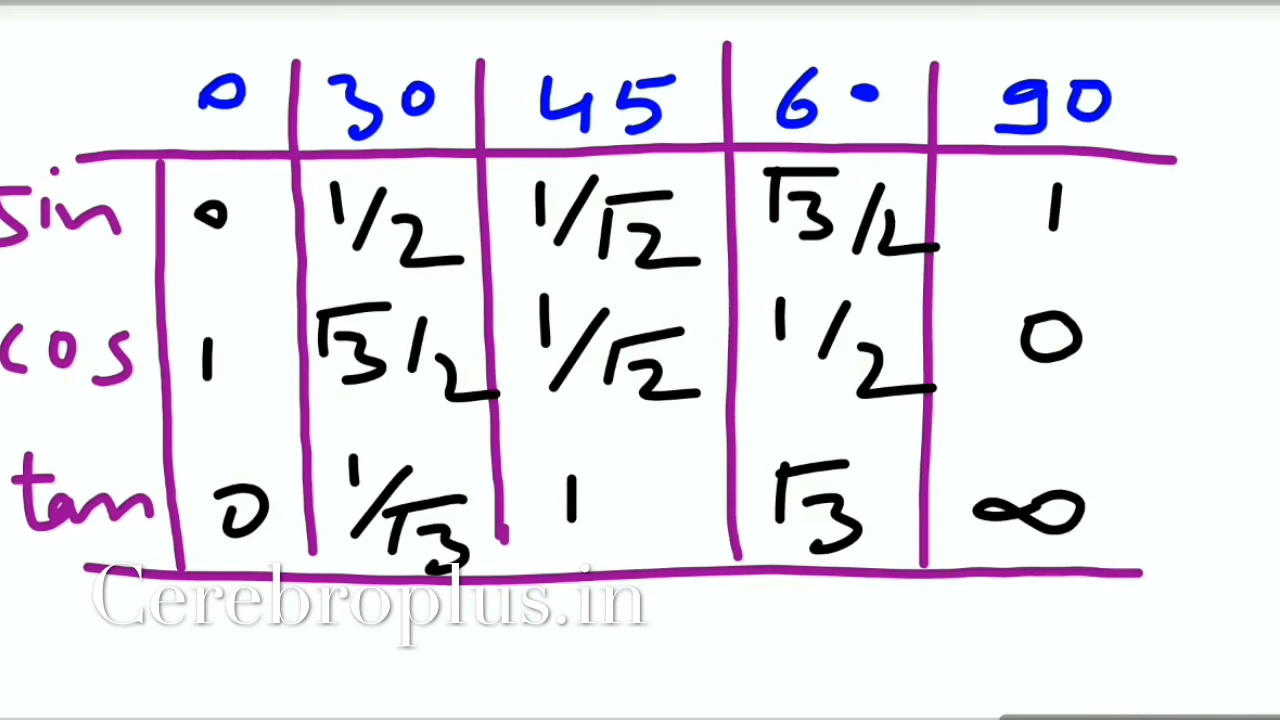 0 30 45 60 90
sin 0 1/2 1/√2 √3/2 1
cos 1 √3/2 1/√2 1/2 0
tan 0 1/√3 1 √3 ∞
Cerebroplus.in